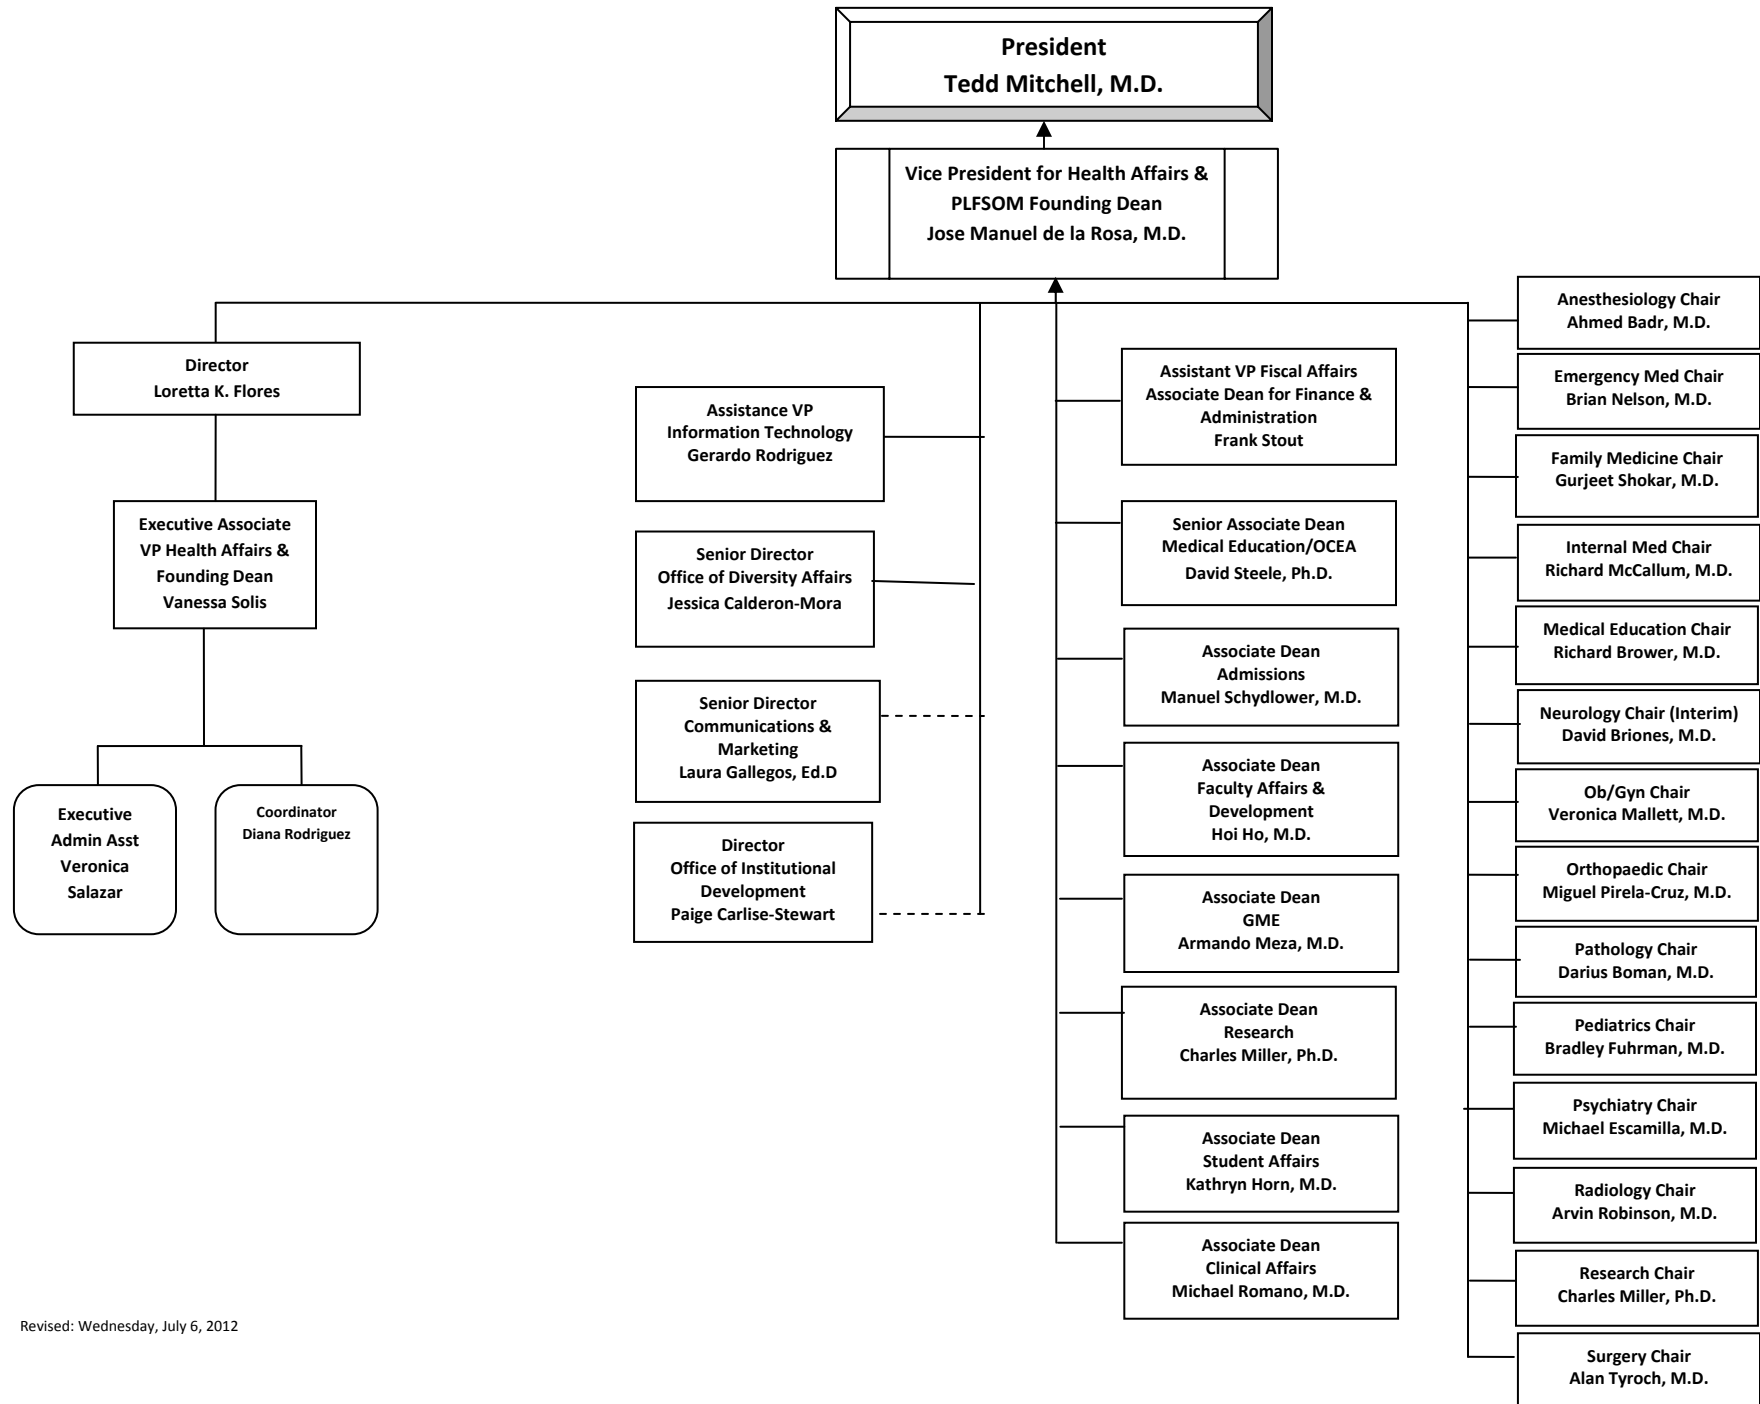 President
Tedd Mitchell, M.D.
Vice President for Health Affairs &
PLFSOM Founding Dean
Jose Manuel de la Rosa, M.D.
Director
Loretta K. Flores
Executive Associate
VP Health Affairs &
Founding Dean
Vanessa Solis
Executive
Admin Asst
Veronica
Salazar
Coordinator
Diana Rodriguez
Assistance VP
Information Technology
Gerardo Rodriguez
Senior Director
Office of Diversity Affairs
Jessica Calderon-Mora
Senior Director
Communications &
Marketing
Laura Gallegos, Ed.D
Director
Office of Institutional
Development
Paige Carlise-Stewart
Assistant VP Fiscal Affairs
Associate Dean for Finance &
Administration
Frank Stout
Senior Associate Dean
Medical Education/OCEA
David Steele, Ph.D.
Associate Dean
Admissions
Manuel Schydlower, M.D.
Associate Dean
Faculty Affairs &
Development
Hoi Ho, M.D.
Associate Dean
GME
Armando Meza, M.D.
Associate Dean
Research
Charles Miller, Ph.D.
Associate Dean
Student Affairs
Kathryn Horn, M.D.
Associate Dean
Clinical Affairs
Michael Romano, M.D.
Anesthesiology Chair
Ahmed Badr, M.D.
Emergency Med Chair
Brian Nelson, M.D.
Family Medicine Chair
Gurjeet Shokar, M.D.
Internal Med Chair
Richard McCallum, M.D.
Medical Education Chair
Richard Brower, M.D.
Neurology Chair (Interim)
David Briones, M.D.
Ob/Gyn Chair
Veronica Mallett, M.D.
Orthopaedic Chair
Miguel Pirela-Cruz, M.D.
Pathology Chair
Darius Boman, M.D.
Pediatrics Chair
Bradley Fuhrman, M.D.
Psychiatry Chair
Michael Escamilla, M.D.
Radiology Chair
Arvin Robinson, M.D.
Research Chair
Charles Miller, Ph.D.
Surgery Chair
Alan Tyroch, M.D.
Revised: Wednesday, July 6, 2012